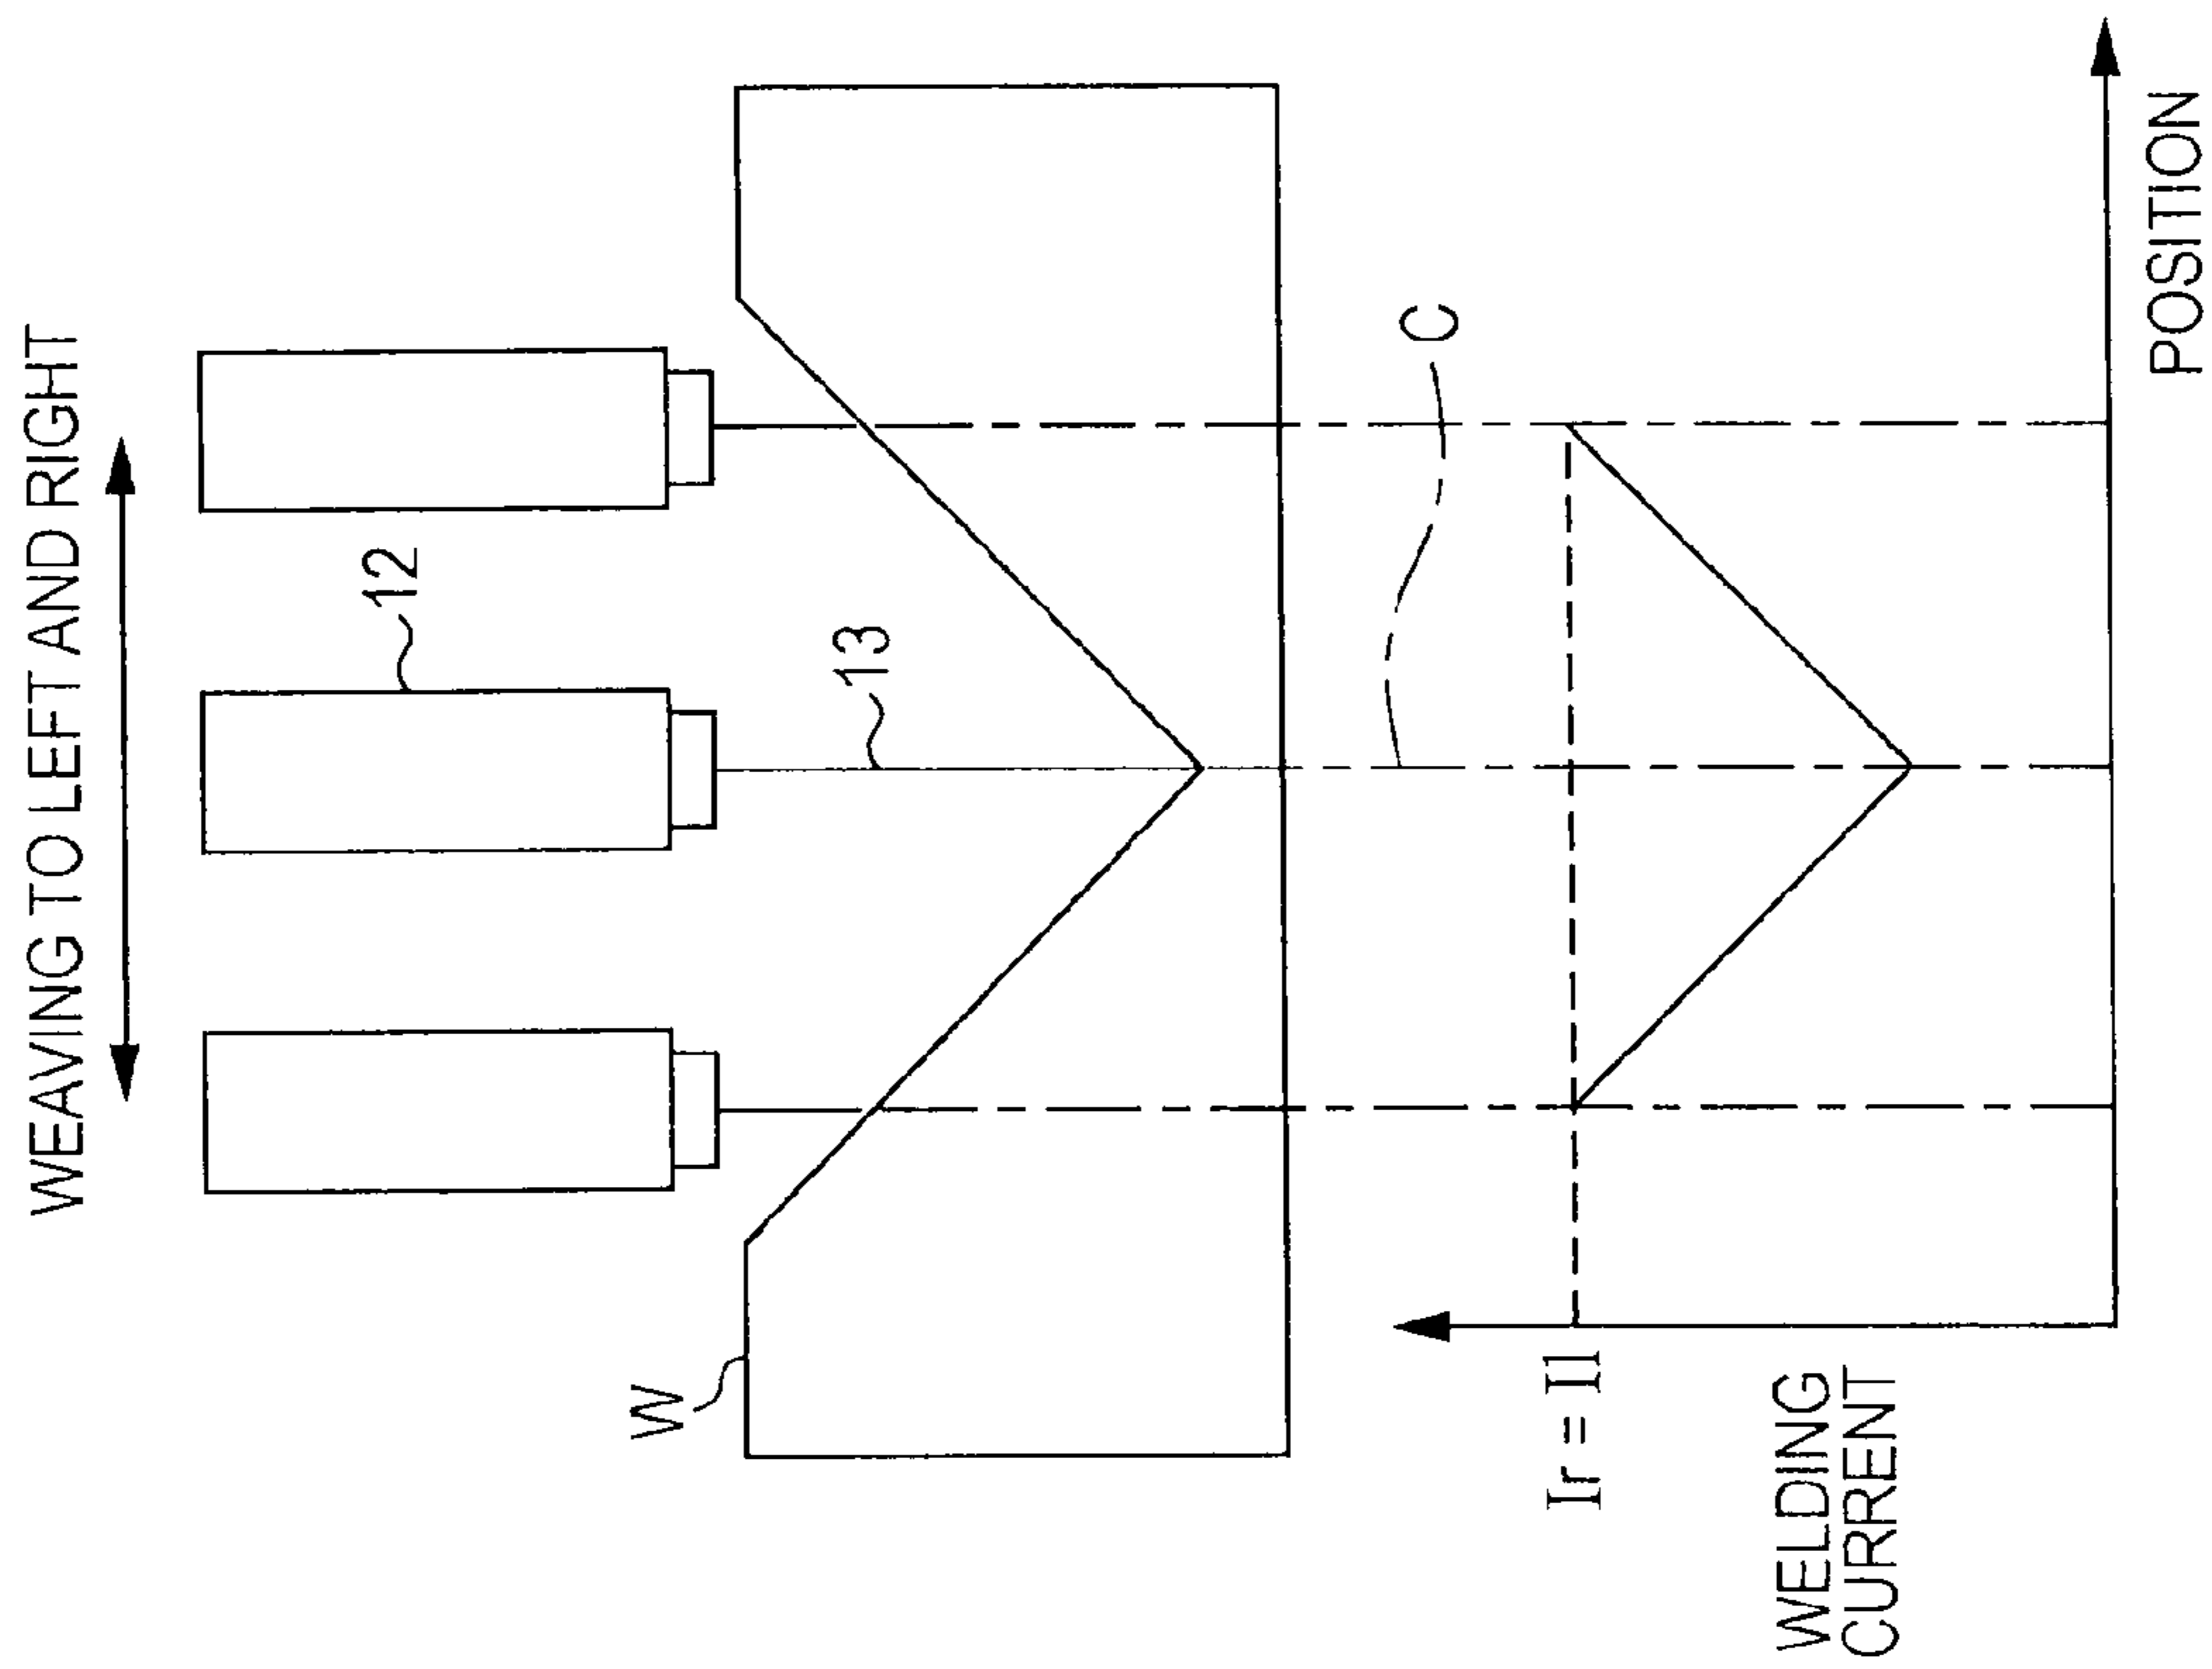 WEAVING TO LEFT AND RIGHT
12
13
W
C
Ir = Il
WELDING
CURRENT
POSITION